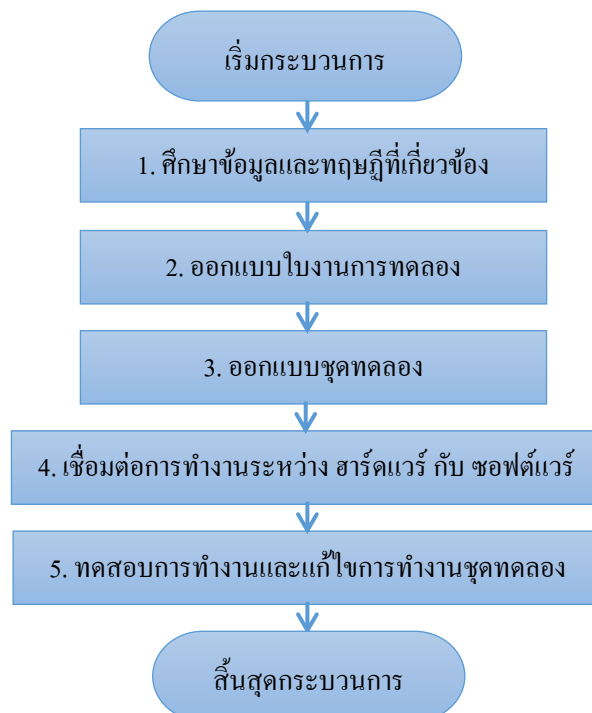 เริ่มกระบวนการ
1. ศึกษาข้อมูลและทฤษฎีที่เกี่ยวข้อง
2. ออกแบบใบงานการทดลอง
3. ออกแบบชุดทดลอง
4. เชื่อมต่อการทำงานระหว่าง ฮาร์ดแวร์ กับ ซอฟต์แวร์
5. ทดสอบการทำงานและแก้ไขการทำงานชุดทดลอง
สิ้นสุดกระบวนการ